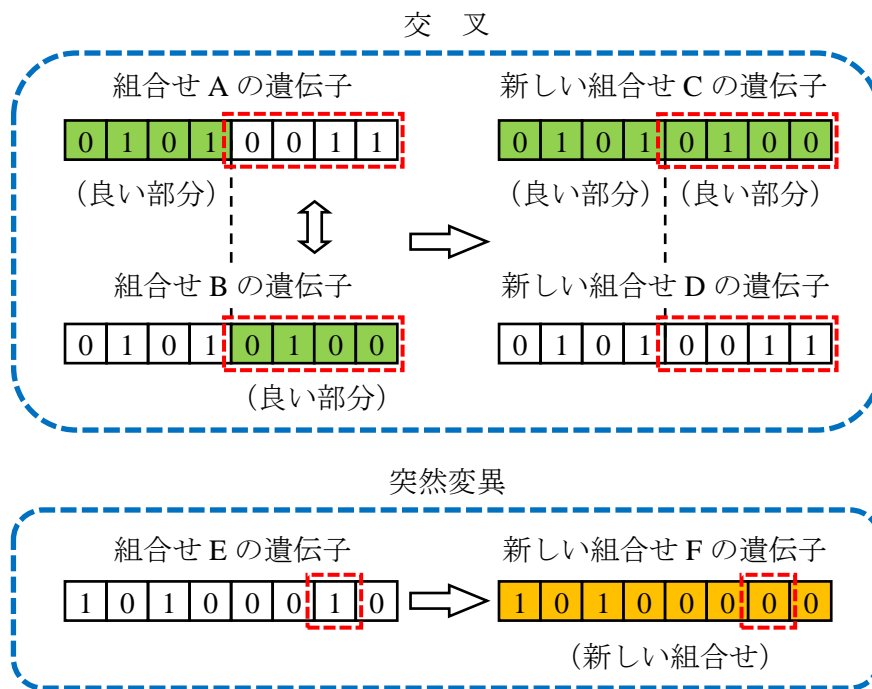 交　叉
組合せ A の遺伝子
新しい組合せ C の遺伝子
0 1 0 1 0 0 1 1
0 1 0 1 0 1 0 0
（良い部分）
（良い部分）
（良い部分）
組合せ B の遺伝子
新しい組合せ D の遺伝子
0 1 0 1 0 1 0 0
0 1 0 1 0 0 1 1
（良い部分）
突然変異
組合せ E の遺伝子
新しい組合せ F の遺伝子
1 0 1 0 0 0 1 0
1 0 1 0 0 0 0 0
（新しい組合せ）